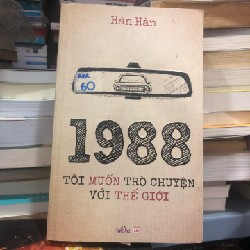 Hàn Hàn
60
1988
TÔI MUỐN TRÒ CHUYỆN
VỚI THẾ GIỚI